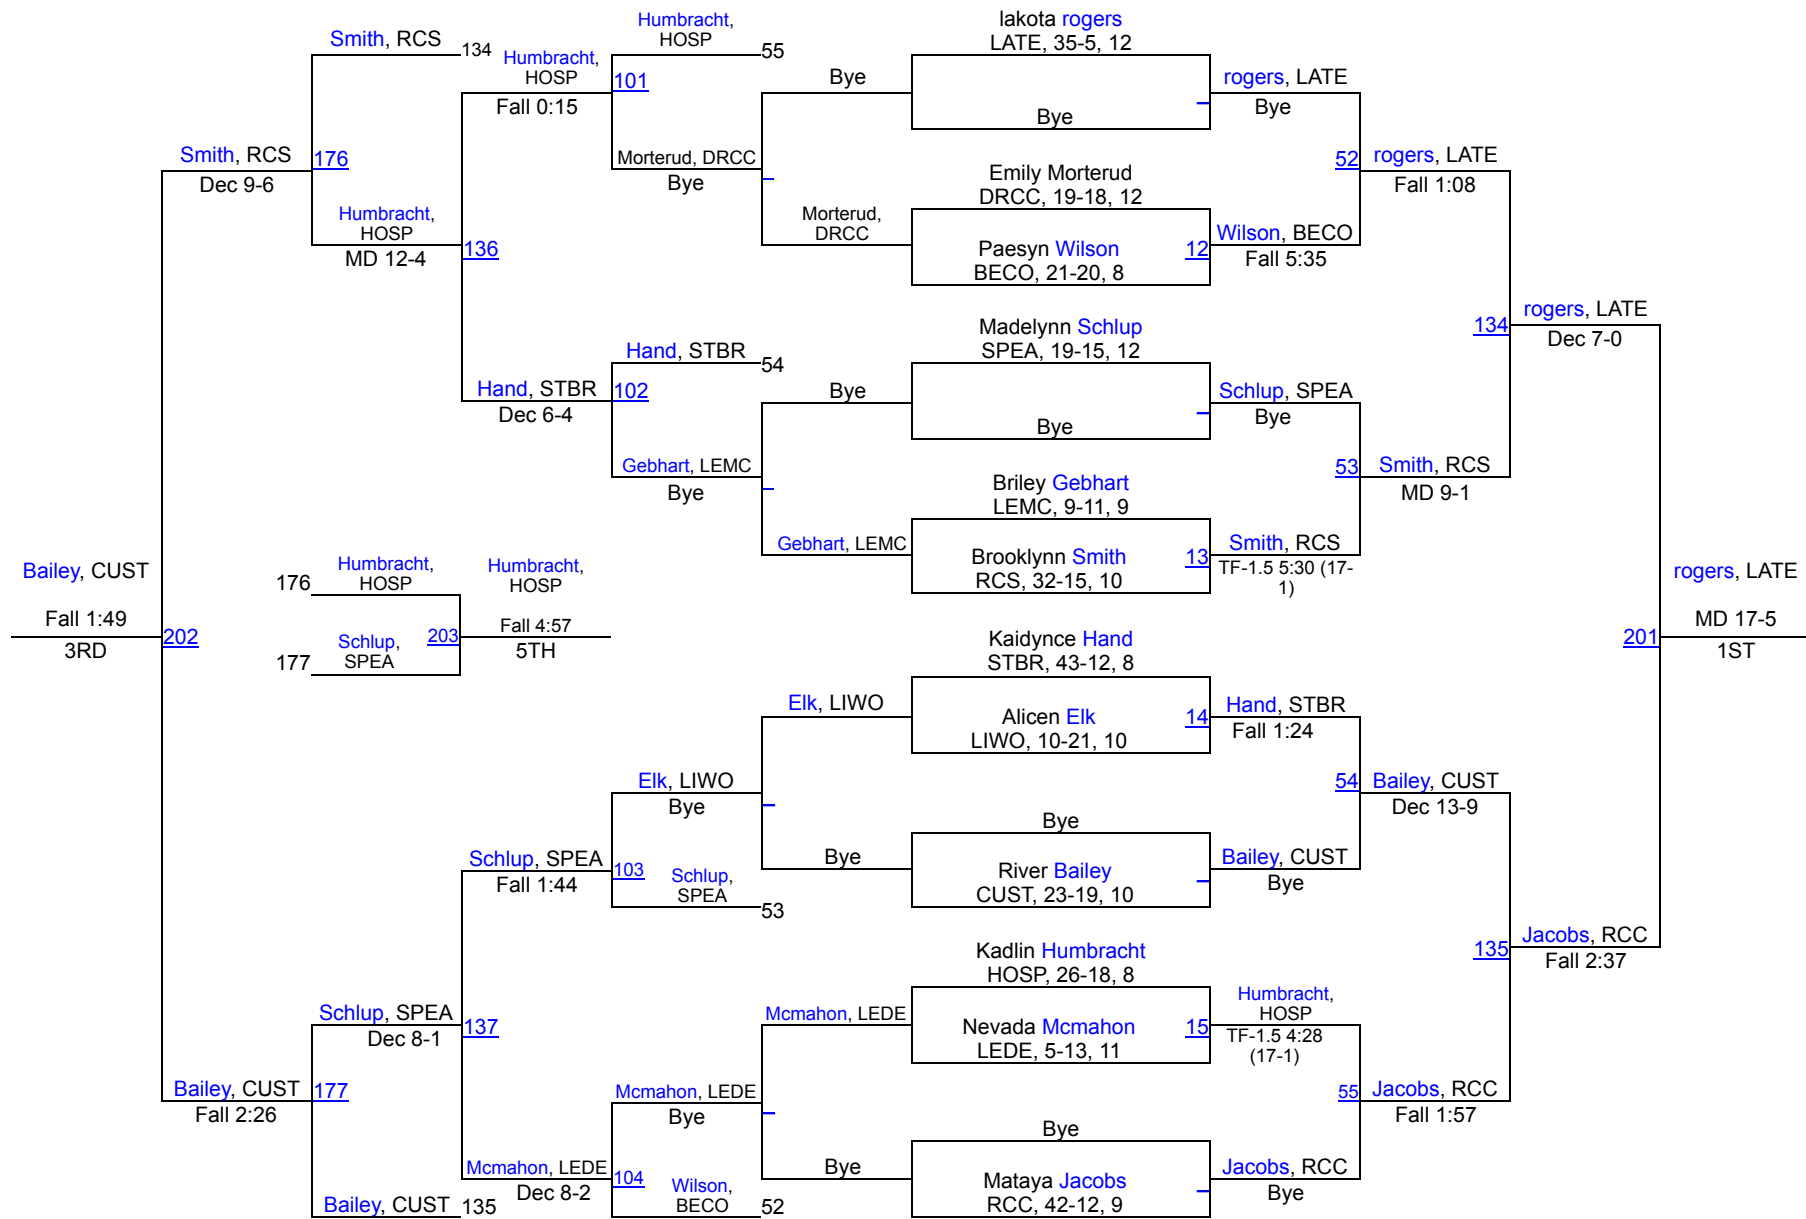 Smith, RCS
134
Humbracht,
HOSP
Fall 0:15
Humbracht,
HOSP
55
101
Bye
lakota rogers
LATE, 35-5, 12
Bye
rogers, LATE
Bye
Smith, RCS
Dec 9-6
176
Humbracht,
HOSP
MD 12-4
136
Morterud, DRCC
Bye
Morterud,
DRCC
Emily Morterud
DRCC, 19-18, 12
Paesyn Wilson
BECO, 21-20, 8
12
Wilson, BECO
Fall 5:35
52
rogers, LATE
Fall 1:08
Hand, STBR
54
Hand, STBR
Dec 6-4
102
Bye
Madelynn Schlup
SPEA, 19-15, 12
Bye
Schlup, SPEA
Bye
134
rogers, LATE
Dec 7-0
Gebhart, LEMC
Bye
Gebhart, LEMC
Briley Gebhart
LEMC, 9-11, 9
Brooklynn Smith
RCS, 32-15, 10
13
Smith, RCS
TF-1.5 5:30 (17-
1)
53
Smith, RCS
MD 9-1
Bailey, CUST
Fall 1:49
3RD
202
176
Humbracht,
HOSP
177
Schlup,
SPEA
203
Humbracht,
HOSP
Fall 4:57
5TH
rogers, LATE
MD 17-5
1ST
201
Elk, LIWO
Kaidynce Hand
STBR, 43-12, 8
Alicen Elk
LIWO, 10-21, 10
14
Hand, STBR
Fall 1:24
Elk, LIWO
Bye
54
Bailey, CUST
Dec 13-9
Schlup, SPEA
Fall 1:44
103
Schlup,
SPEA
53
Bye
Bye
River Bailey
CUST, 23-19, 10
Bailey, CUST
Bye
135
Jacobs, RCC
Fall 2:37
Schlup, SPEA
Dec 8-1
137
Mcmahon, LEDE
Kadlin Humbracht
HOSP, 26-18, 8
Nevada Mcmahon
LEDE, 5-13, 11
15
Humbracht,
HOSP
TF-1.5 4:28
(17-1)
Bailey, CUST
Fall 2:26
177
Mcmahon, LEDE
Bye
55
Jacobs, RCC
Fall 1:57
Mcmahon, LEDE
Dec 8-2
104
Wilson,
BECO
52
Bye
Bye
Mataya Jacobs
RCC, 42-12, 9
Jacobs, RCC
Bye
Bailey, CUST
135